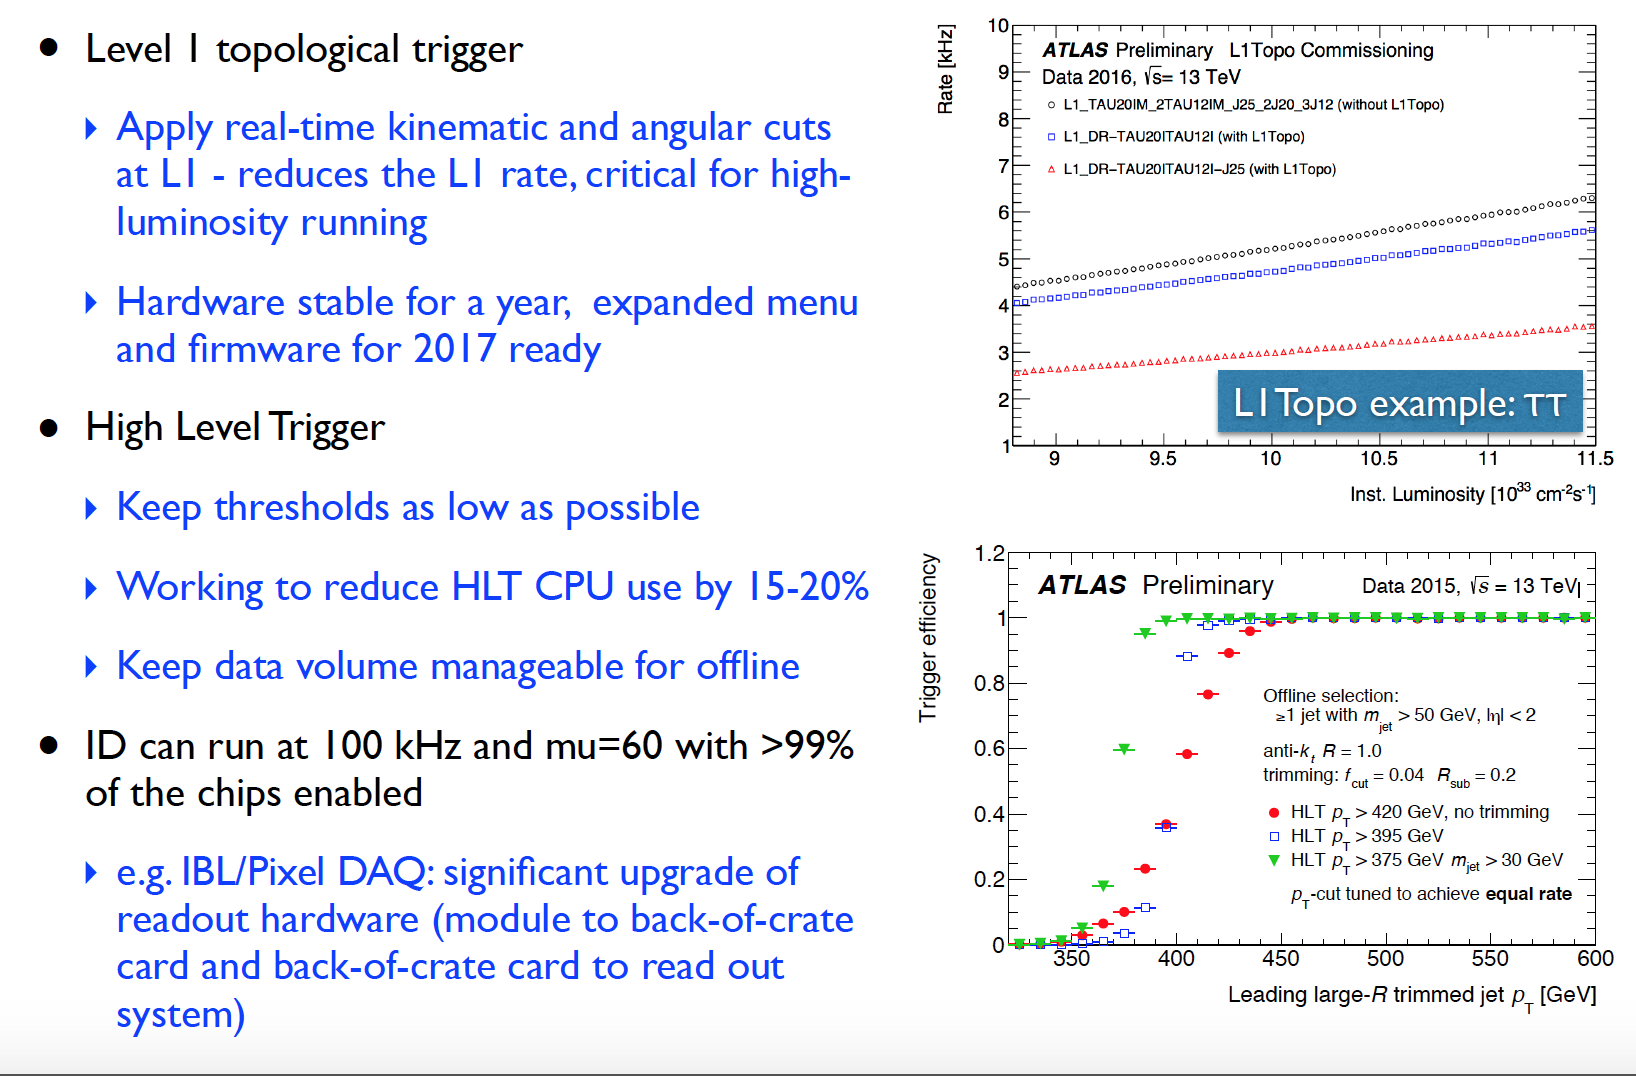 ● Level 1 topological trigger
‣ Apply real-time kinematic and angular cuts
at L1 - reduces the L1 rate, critical for high-
luminosity running
‣ Hardware stable for a year, expanded menu
and firmware for 2017 ready
● High Level Trigger
‣ Keep thresholds as low as possible
‣ Working to reduce HLT CPU use by 15-20%
‣ Keep data volume manageable for offline
● ID can run at 100 kHz and mu=60 with >99%
of the chips enabled
‣ e.g. IBL/Pixel DAQ: significant upgrade of
readout hardware (module to back-of-crate
card and back-of-crate card to read out
system)
Rate [kHz]
10
9
8
7
6
5
4
3
2
1
ATLAS Preliminary L1Topo Commissioning
Data 2016, √s= 13 TeV
L1_TAU20IM_2TAU12IM_J25_2J20_3J12 (without L1Topo)
L1_DR-TAU20ITAU12I (with L1Topo)
L1_DR-TAU20ITAU12I-J25 (with L1Topo)
L1Topo example: ττ
9 9.5 10 10.5 11 11.5
Inst. Luminosity [10³³ cm⁻²s⁻¹]
Trigger efficiency
1.2
1
0.8
0.6
0.4
0.2
0
ATLAS Preliminary Data 2015, √s = 13 TeV
Offline selection:
≥1 jet with m_jet > 50 GeV, |η| < 2
anti-k_t R = 1.0
trimming: f_cut = 0.04 R_sub = 0.2
HLT p_T > 420 GeV, no trimming
HLT p_T > 395 GeV
HLT p_T > 375 GeV m_jet > 30 GeV
p_T-cut tuned to achieve equal rate
350 400 450 500 550 600
Leading large-R trimmed jet p_T [GeV]